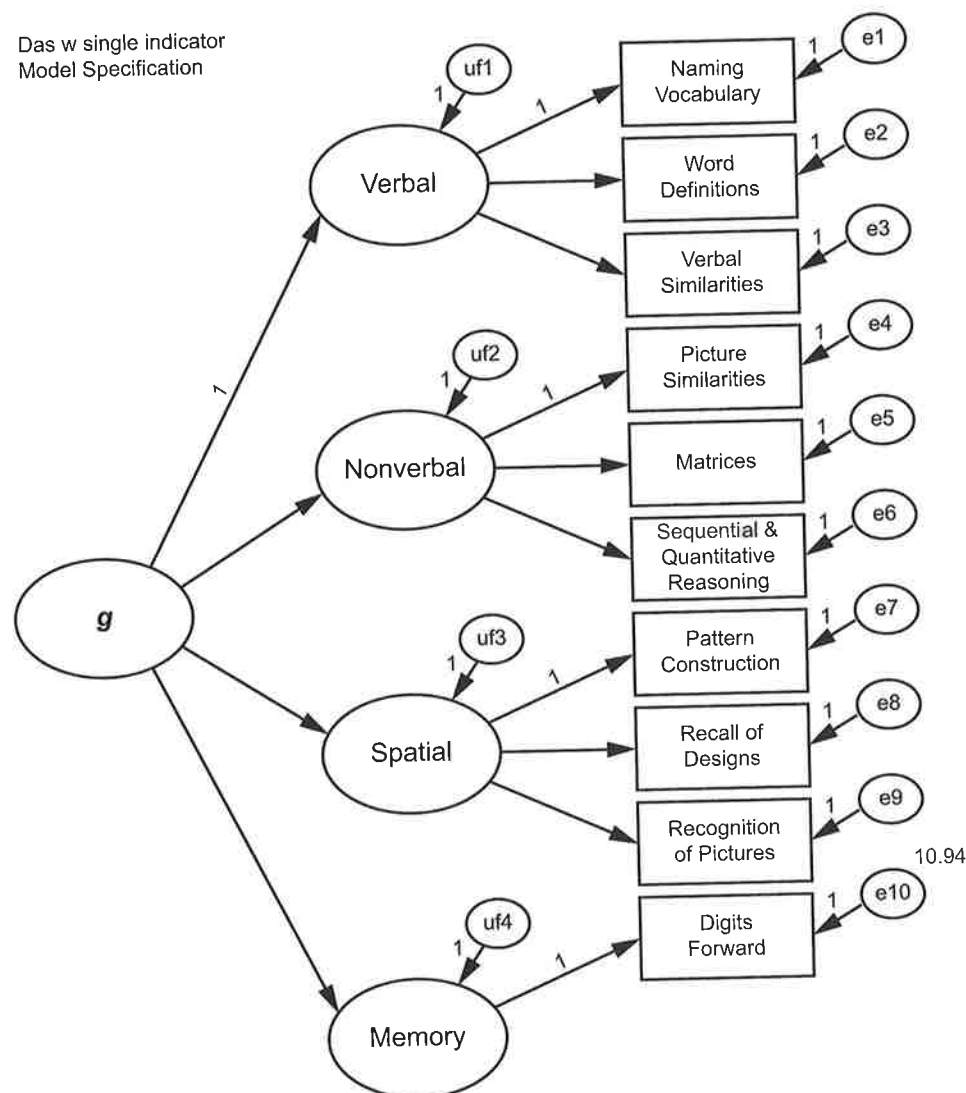 Das w single indicator
Model Specification
uf1
1
Verbal
1
Naming
Vocabulary
1
e1
Word
Definitions
1
e2
Verbal
Similarities
1
e3
1
uf2
1
Nonverbal
1
Picture
Similarities
1
e4
Matrices
1
e5
Sequential &
Quantitative
Reasoning
1
e6
g
uf3
1
Spatial
1
Pattern
Construction
1
e7
Recall of
Designs
1
e8
Recognition
of Pictures
1
e9
10.94
uf4
1
Memory
1
Digits
Forward
1
e10